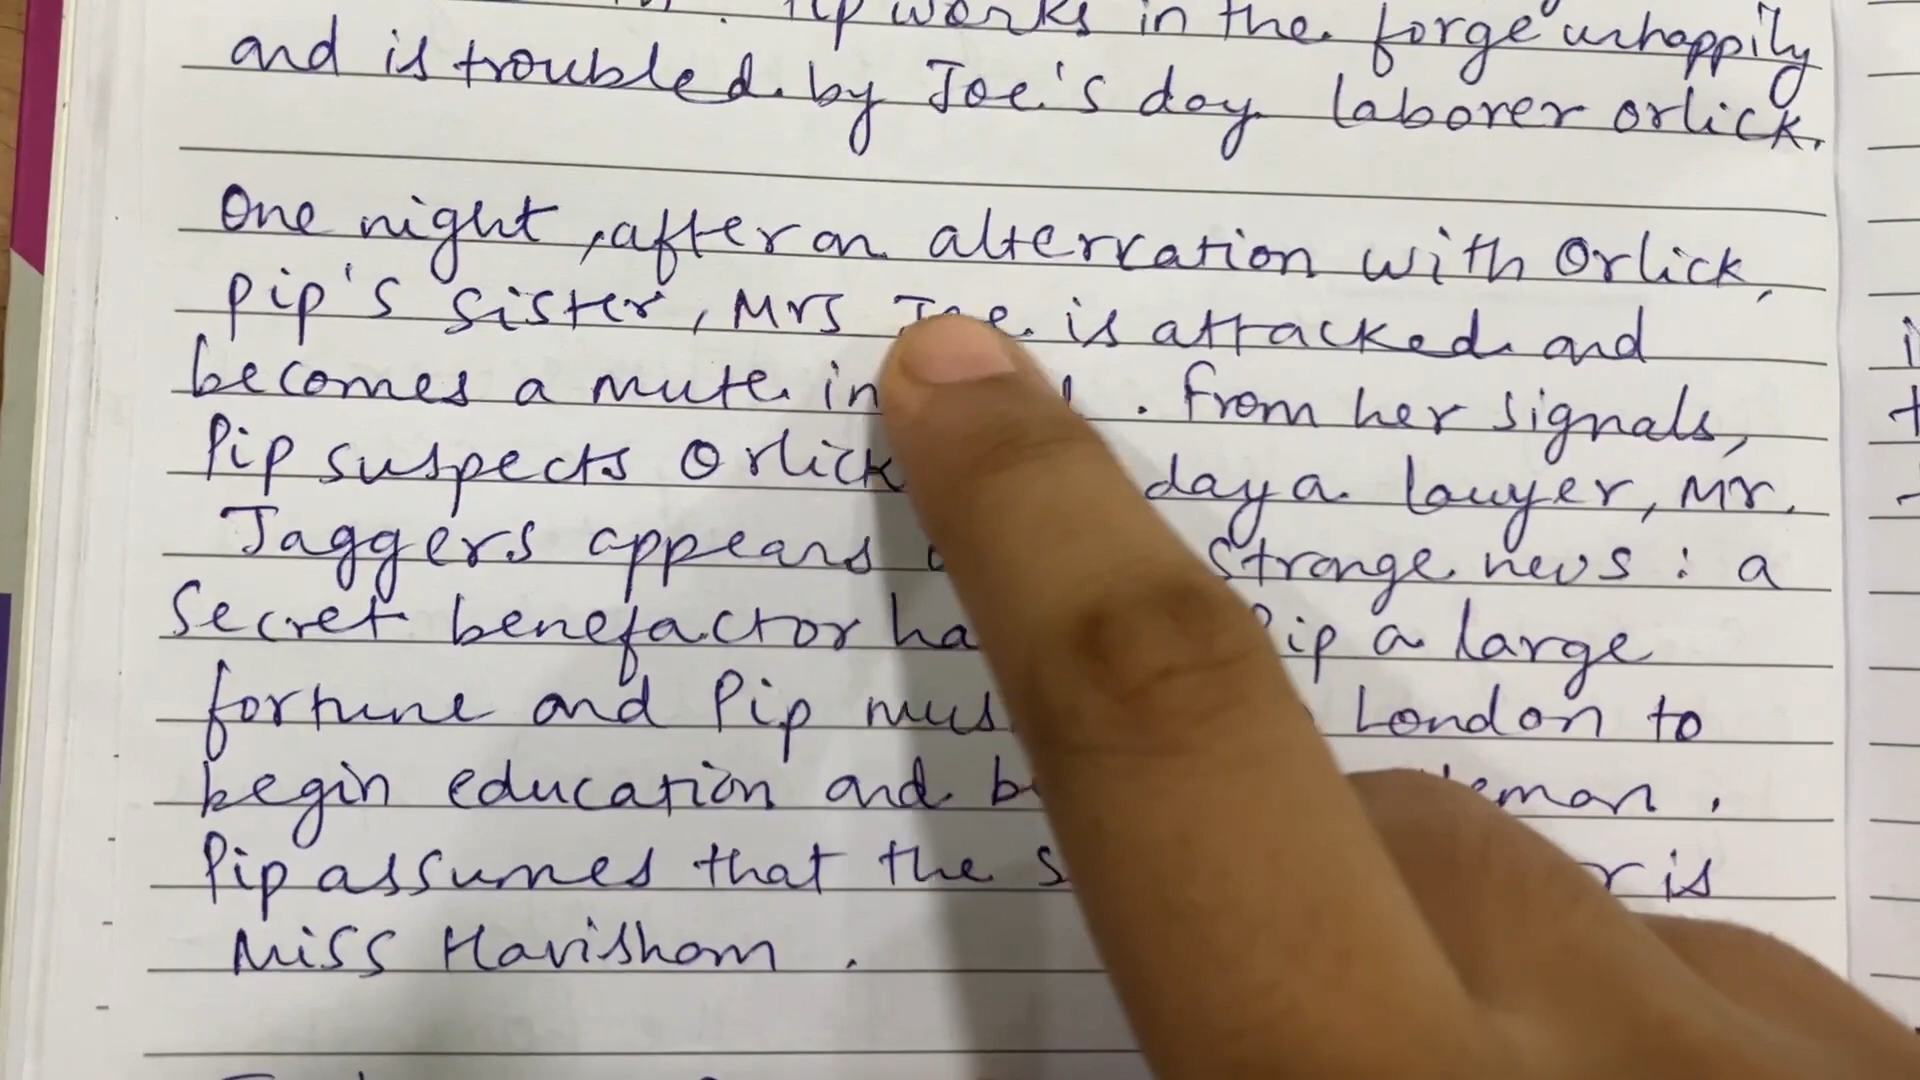 Pip works in the forge unhappily
and is troubled by Joe's day laborer orlick.
One night, after an altercation with Orlick,
pip's sister, Mrs Joe is attacked and
becomes a mute . From her signals,
Pip suspects Orlick day a lawyer, Mr.
Jaggers appears strange news : a
Secret benefactor Pip a large
fortune and Pip London to
begin education and
Pip assumes that the is
Miss Havisham .